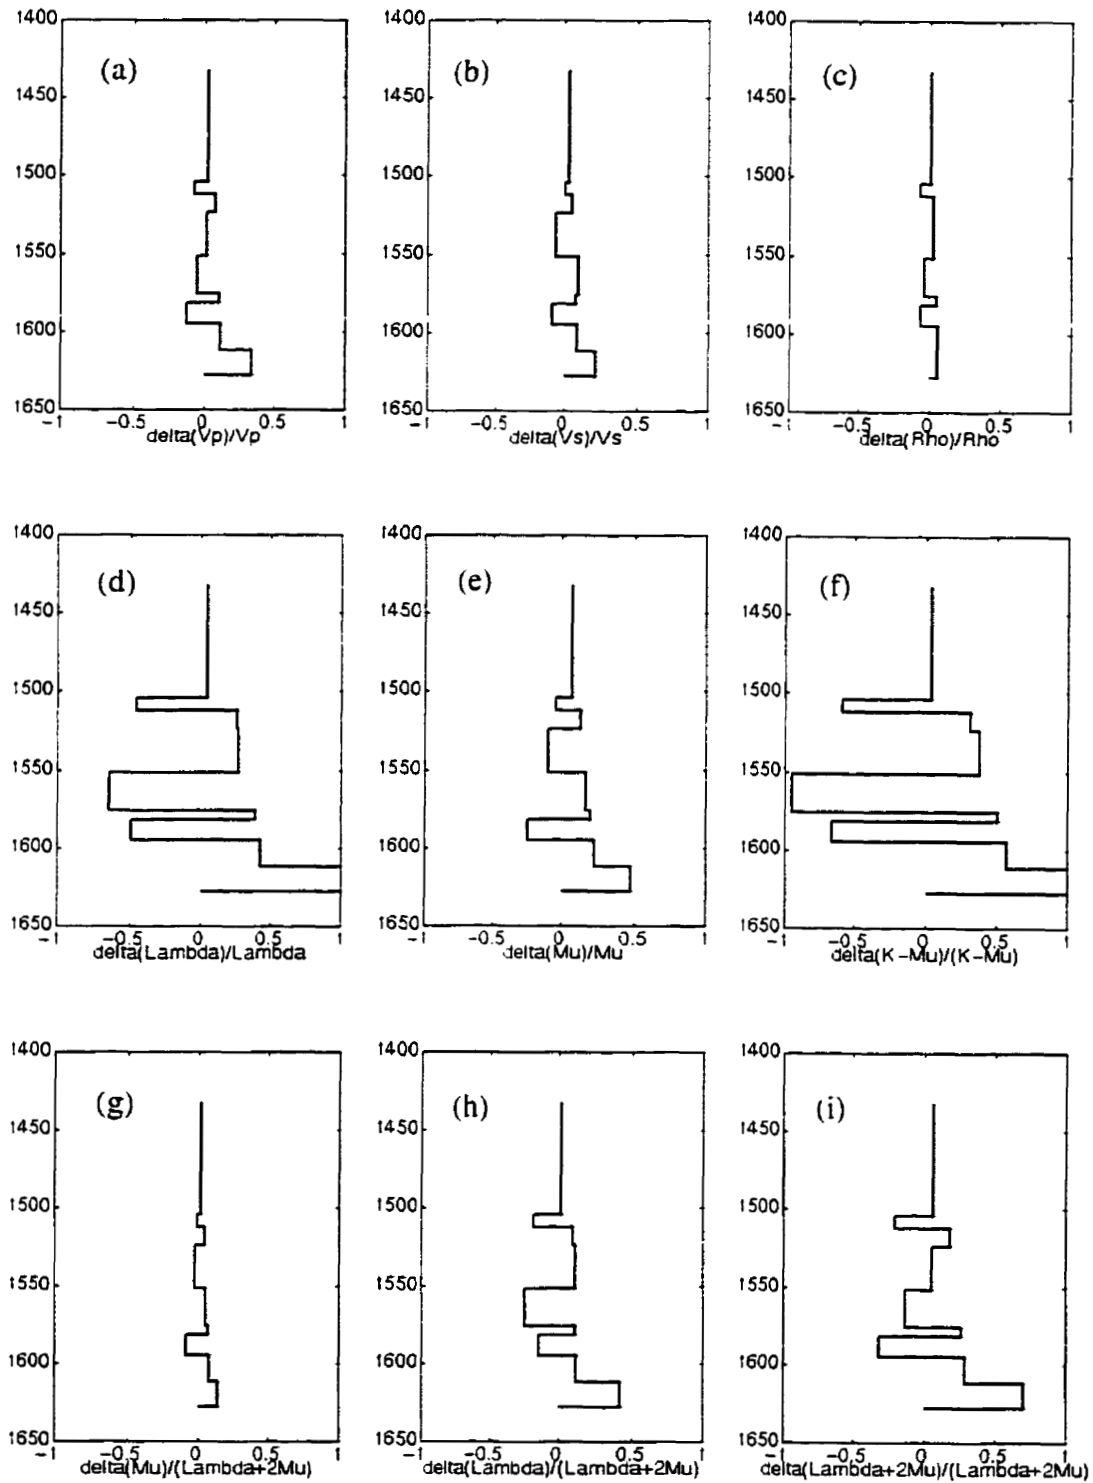 1400 1400 1400
(a) (b) (c)
1450 1450 1450
1500 1500 1500
1550 1550 1550
1600 1600 1600
1650 1650 1650
-1 -0.5 0 0.5 1 -1 -0.5 0 0.5 1 -1 -0.5 0 0.5 1
delta(Vp)/Vp delta(Vs)/Vs delta(Rho)/Rho
1400 1400 1400
(d) (e) (f)
1450 1450 1450
1500 1500 1500
1550 1550 1550
1600 1600 1600
1650 1650 1650
-1 -0.5 0 0.5 1 -1 -0.5 0 0.5 1 -1 -0.5 0 0.5 1
delta(Lambda)/Lambda delta(Mu)/Mu delta(K-Mu)/(K-Mu)
1400 1400 1400
(g) (h) (i)
1450 1450 1450
1500 1500 1500
1550 1550 1550
1600 1600 1600
1650 1650 1650
-1 -0.5 0 0.5 1 -1 -0.5 0 0.5 1 -1 -0.5 0 0.5 1
delta(Mu)/(Lambda+2Mu) delta(Lambda)/(Lambda+2Mu) delta(Lambda+2Mu)/(Lambda+2Mu)